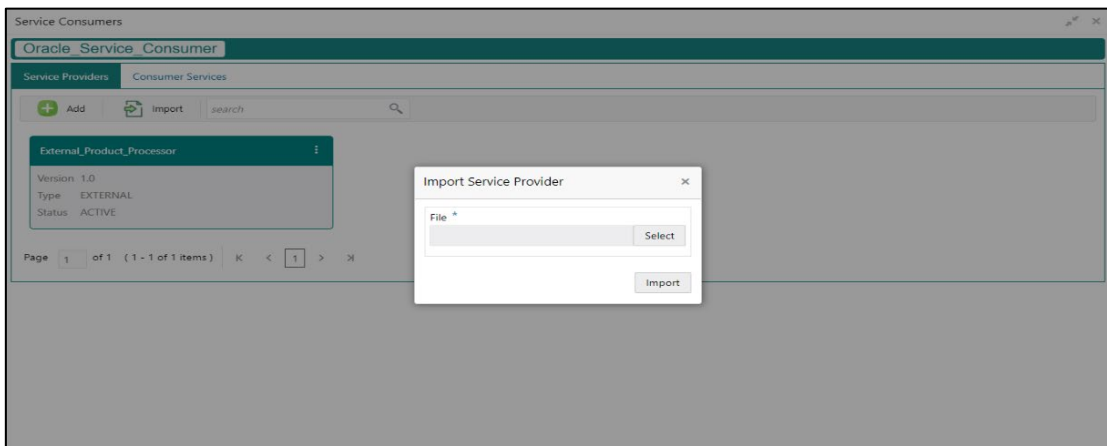 Service Consumers
Oracle_Service_Consumer
Service Providers Consumer Services
Add Import search
External_Product_Processor
Version 1.0
Type EXTERNAL
Status ACTIVE
Page 1 of 1 (1 - 1 of 1 items) K < 1 > >|
Import Service Provider ×
File *
Select
Import